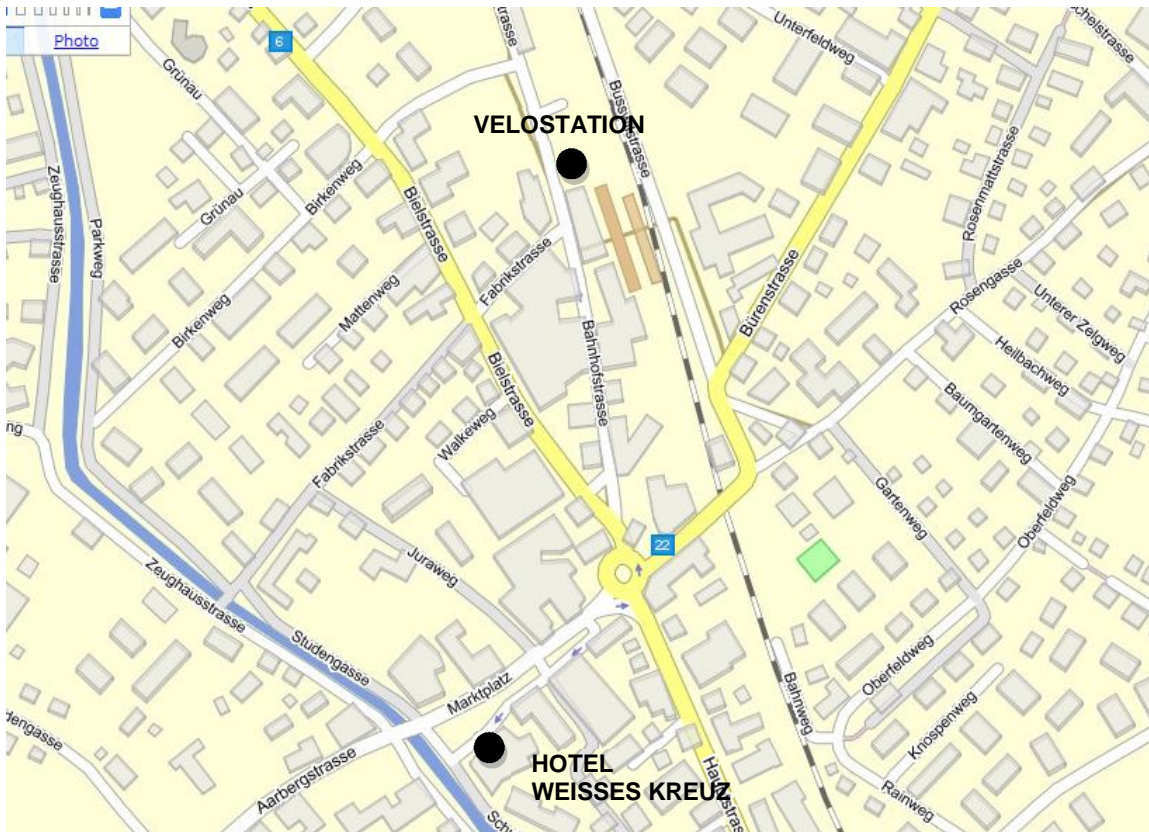 Photo
6
Grünau
Unterfeldweg
VELOSTATION
Zeughausstrasse
Parkweg
Grünau
Birkenweg
Bielstrasse
Rosenmattstrasse
Fabrikstrasse
Mattenweg
Birkenweg
Bürenstrasse
Rosengasse
Unterer Zelgweg
Heilbachweg
Bahnhofstrasse
Bielstrasse
Baumgartenweg
Walkeweg
Fabrikstrasse
Gartenweg
Oberfeldweg
22
Juraweg
Zeughausstrasse
Studengasse
Oberfeldweg
Marktplatz
Bahnweg
Knospenweg
Aarbergstrasse
HOTEL
WEISSES KREUZ
Rainweg